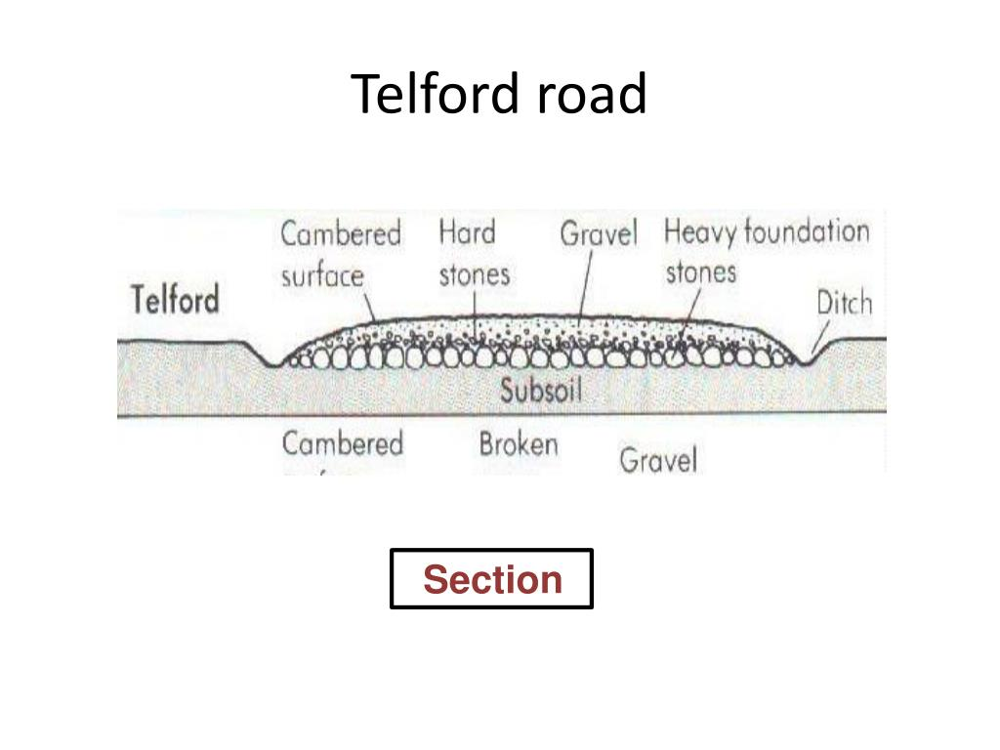 Telford road
Cambered Hard Gravel Heavy foundation
surface stones stones
Telford
Ditch
Subsoil
Cambered Broken Gravel
Section